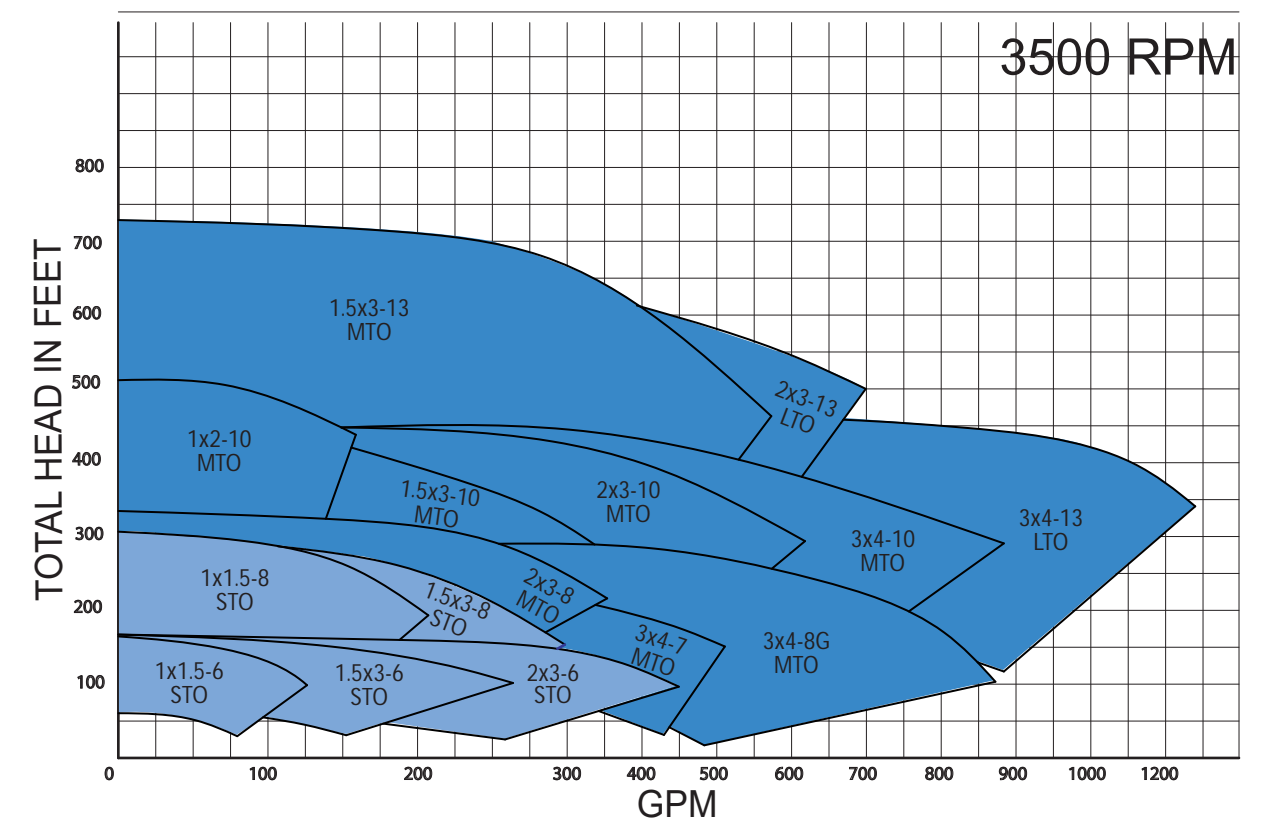 3500 RPM
TOTAL HEAD IN FEET
800
700
600
500
400
300
200
100
1.5x3-13
MTO
2x3-13
LTO
1x2-10
MTO
1.5x3-10
MTO
2x3-10
MTO
3x4-10
MTO
3x4-13
LTO
1x1.5-8
STO
1.5x3-8
STO
2x3-8
MTO
3x4-7
MTO
3x4-8G
MTO
1x1.5-6
STO
1.5x3-6
STO
2x3-6
STO
0 100 200 300 400 500 600 700 800 900 1000 1200
GPM